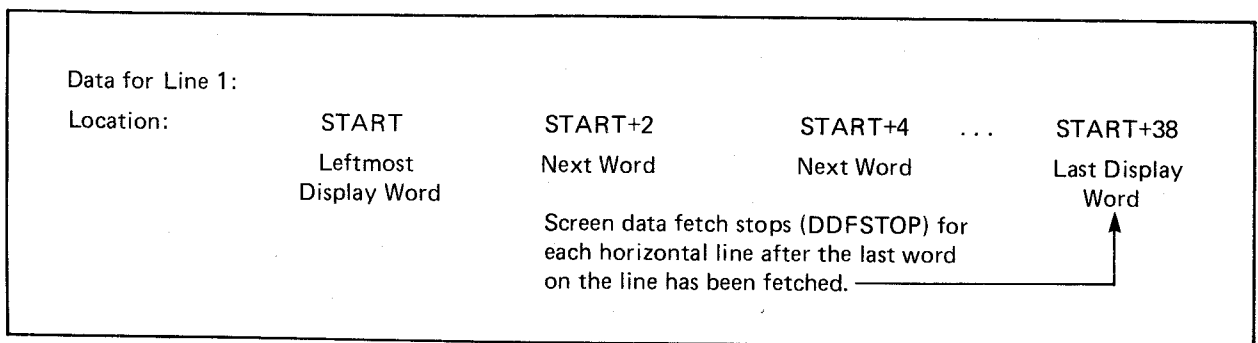 Data for Line 1:
Location: START START+2 START+4 ... START+38
Leftmost Next Word Next Word Last Display
Display Word Word
Screen data fetch stops (DDFSTOP) for
each horizontal line after the last word
on the line has been fetched.